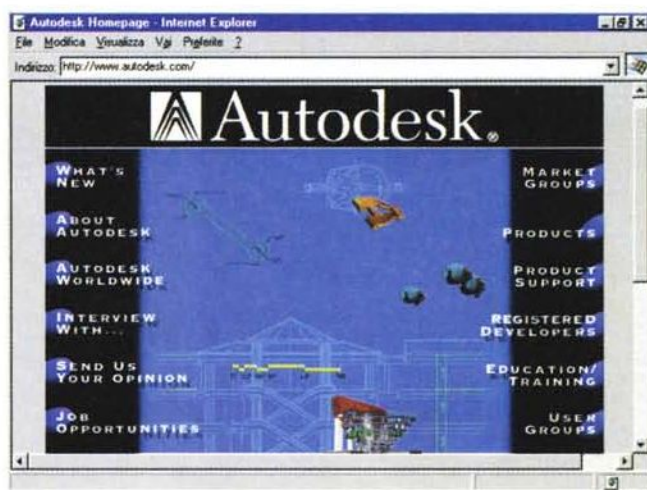 Autodesk Homepage - Internet Explorer
File Modifica Visualizza Vai Preferite ?
Indirizzo: http://www.autodesk.com/
Autodesk®
WHAT'S
NEW
ABOUT
AUTODESK
AUTODESK
WORLDWIDE
INTERVIEW
WITH...
SEND US
YOUR OPINION
JOB
OPPORTUNITIES
MARKET
GROUPS
PRODUCTS
PRODUCT
SUPPORT
REGISTERED
DEVELOPERS
EDUCATION/
TRAINING
USER
GROUPS